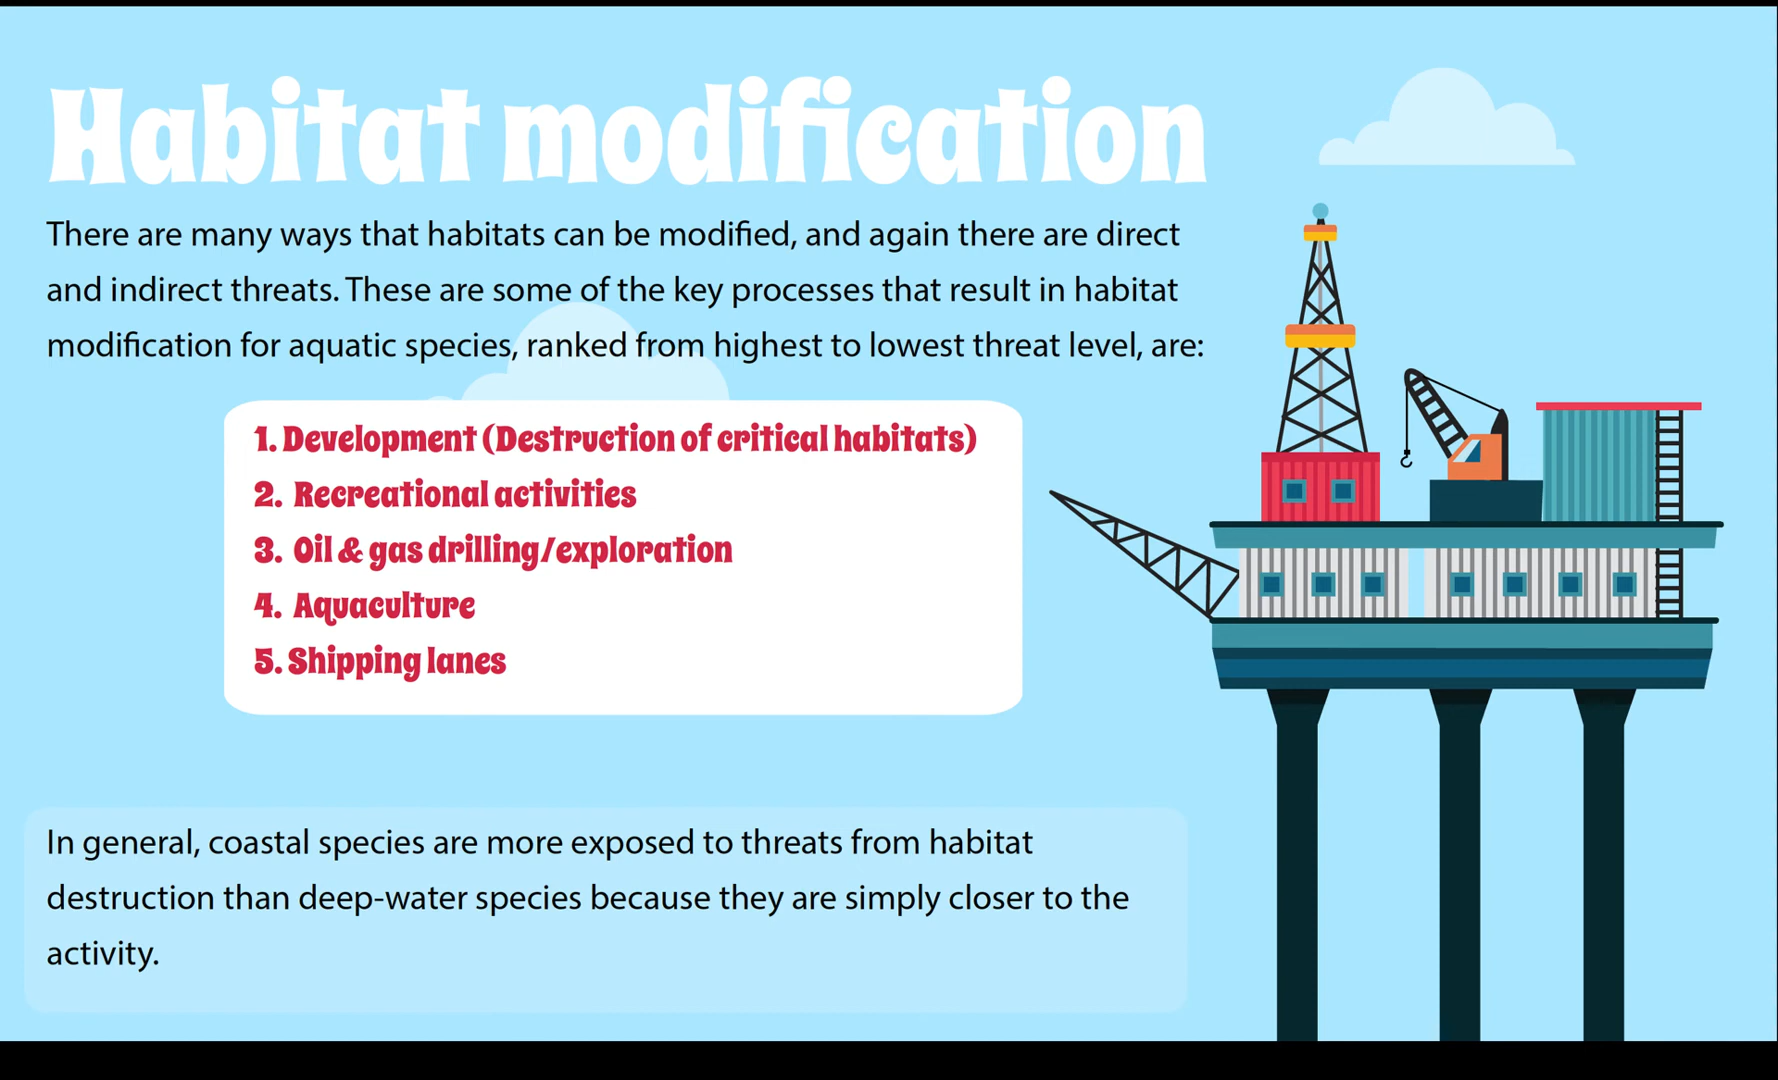 Habitat modification
There are many ways that habitats can be modified, and again there are direct
and indirect threats. These are some of the key processes that result in habitat
modification for aquatic species, ranked from highest to lowest threat level, are:
1. Development (Destruction of critical habitats)
2. Recreational activities
3. Oil & gas drilling/exploration
4. Aquaculture
5. Shipping lanes
In general, coastal species are more exposed to threats from habitat
destruction than deep-water species because they are simply closer to the
activity.